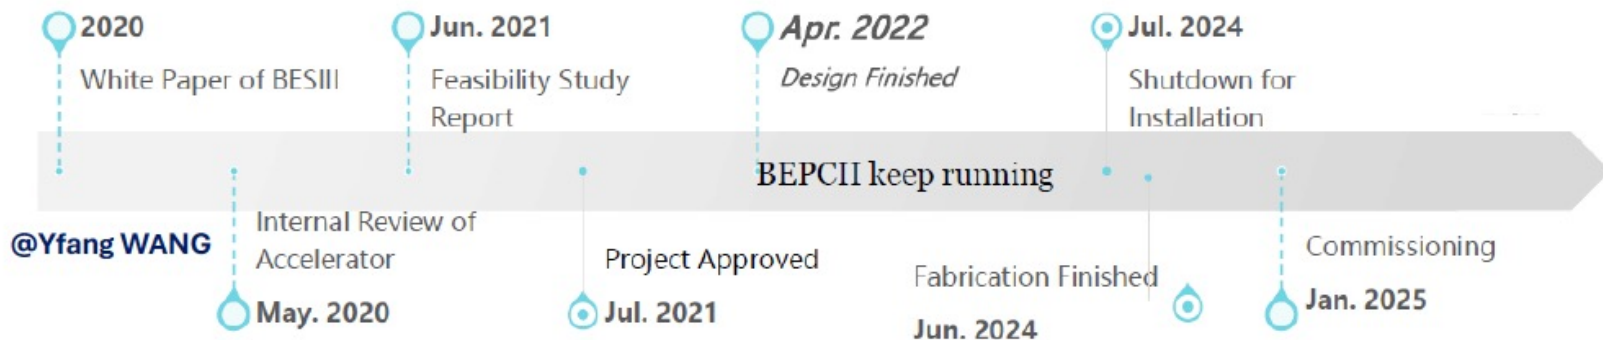 2020
White Paper of BESIII
Jun. 2021
Feasibility Study
Report
Apr. 2022
Design Finished
Jul. 2024
Shutdown for
Installation
BEPCII keep running
@Yfang WANG
Internal Review of
Accelerator
May. 2020
Project Approved
Jul. 2021
Fabrication Finished
Jun. 2024
Commissioning
Jan. 2025